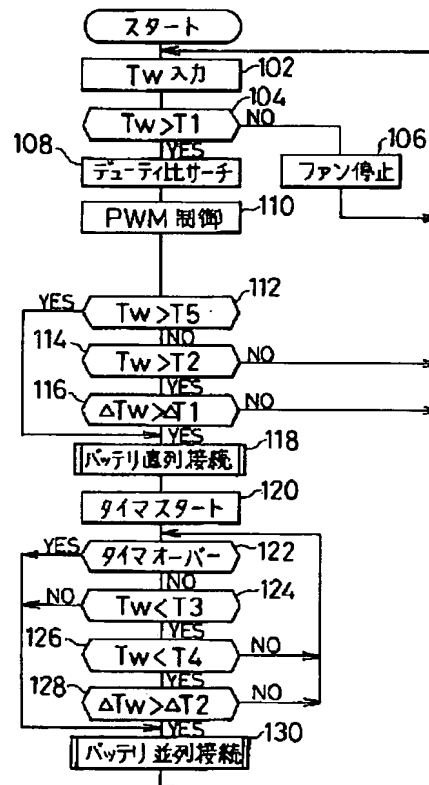 スタート
Tw 入力
102
104
Tw>T1
NO
YES
108
デューティ比サーチ
106
ファン停止
110
PWM 制御
112
YES
Tw>T5
NO
114
Tw>T2
NO
YES
116
ΔTw>ΔT1
NO
YES
118
バッテリ直列接続
120
タイマスタート
YES
タイマオーバー
122
NO
124
NO
Tw<T3
YES
126
Tw<T4
NO
YES
128
ΔTw>ΔT2
NO
YES
130
バッテリ並列接続